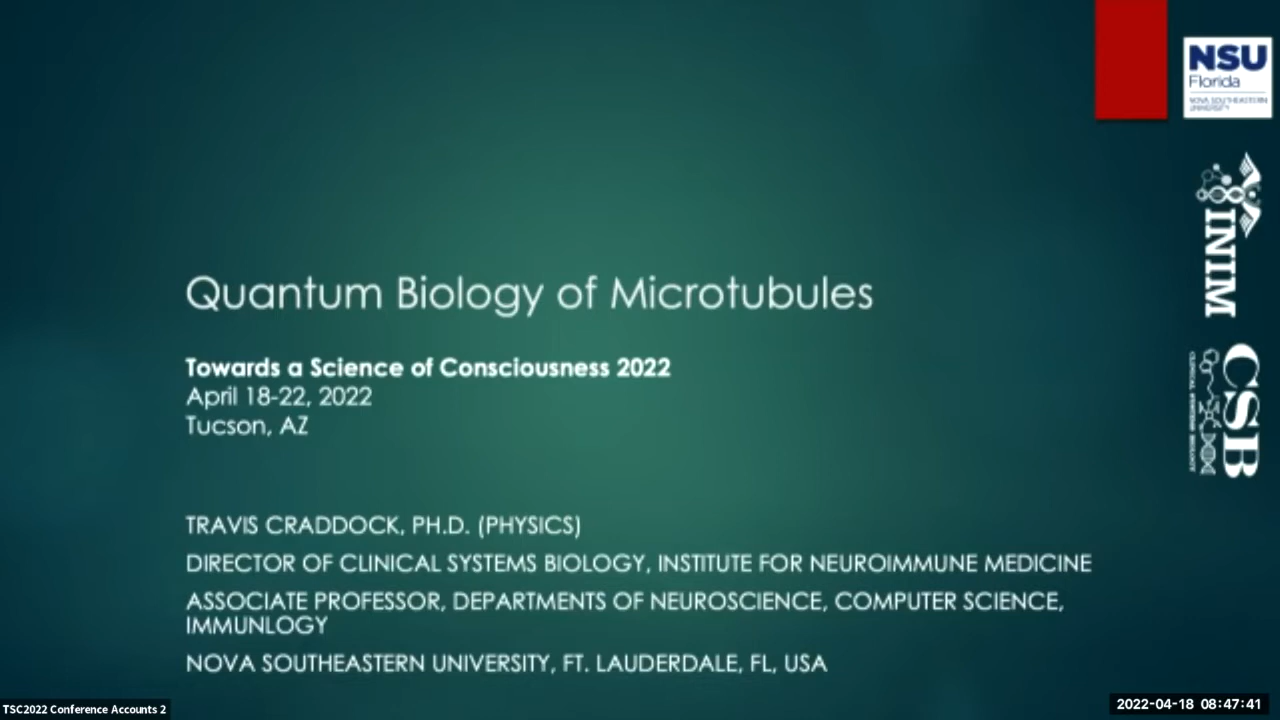 NSU
Florida
NOVA SOUTHEASTERN
UNIVERSITY
INIM
CSB
CLINICAL SYSTEMS BIOLOGY
Quantum Biology of Microtubules
Towards a Science of Consciousness 2022
April 18-22, 2022
Tucson, AZ
TRAVIS CRADDOCK, PH.D. (PHYSICS)
DIRECTOR OF CLINICAL SYSTEMS BIOLOGY, INSTITUTE FOR NEUROIMMUNE MEDICINE
ASSOCIATE PROFESSOR, DEPARTMENTS OF NEUROSCIENCE, COMPUTER SCIENCE,
IMMUNLOGY
NOVA SOUTHEASTERN UNIVERSITY, FT. LAUDERDALE, FL, USA
TSC2022 Conference Accounts 2
2022-04-18 08:47:41